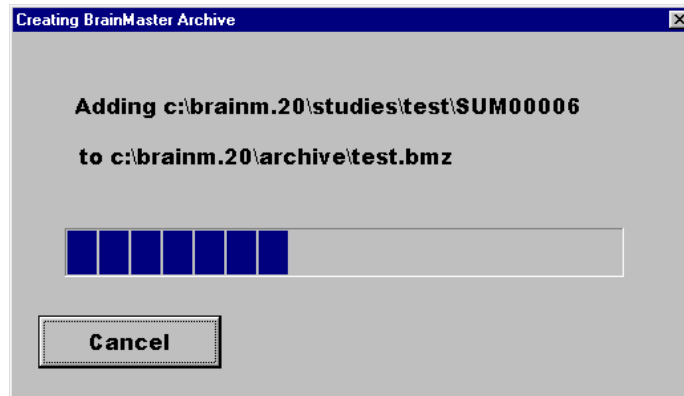 Creating BrainMaster Archive
Adding c:\brainm.20\studies\test\SUM00006
to c:\brainm.20\archive\test.bmz
Cancel